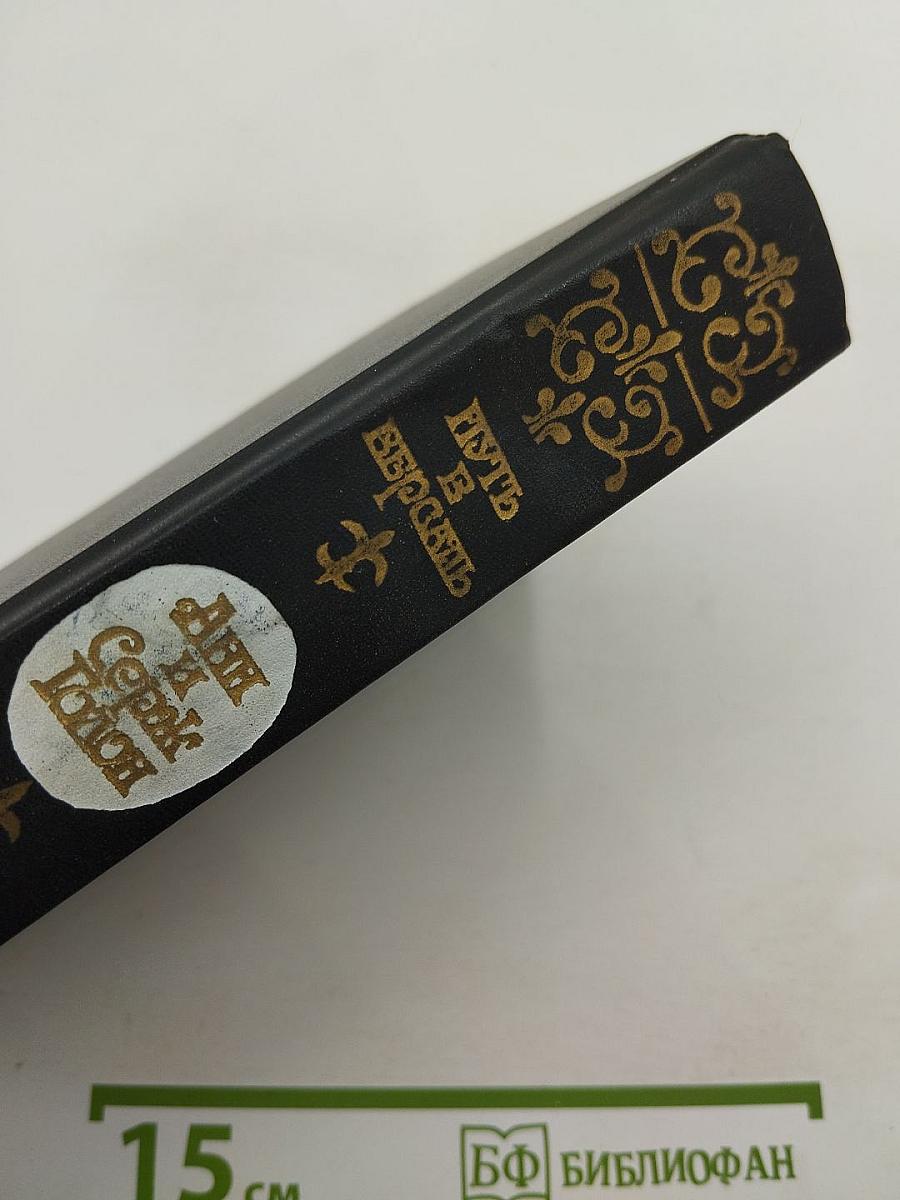 АНН
И
СЕРЖ
ГОЛОН
ПУТЬ
В
ВЕРСАЛЬ
15 см
БФ БИБЛИОФАН